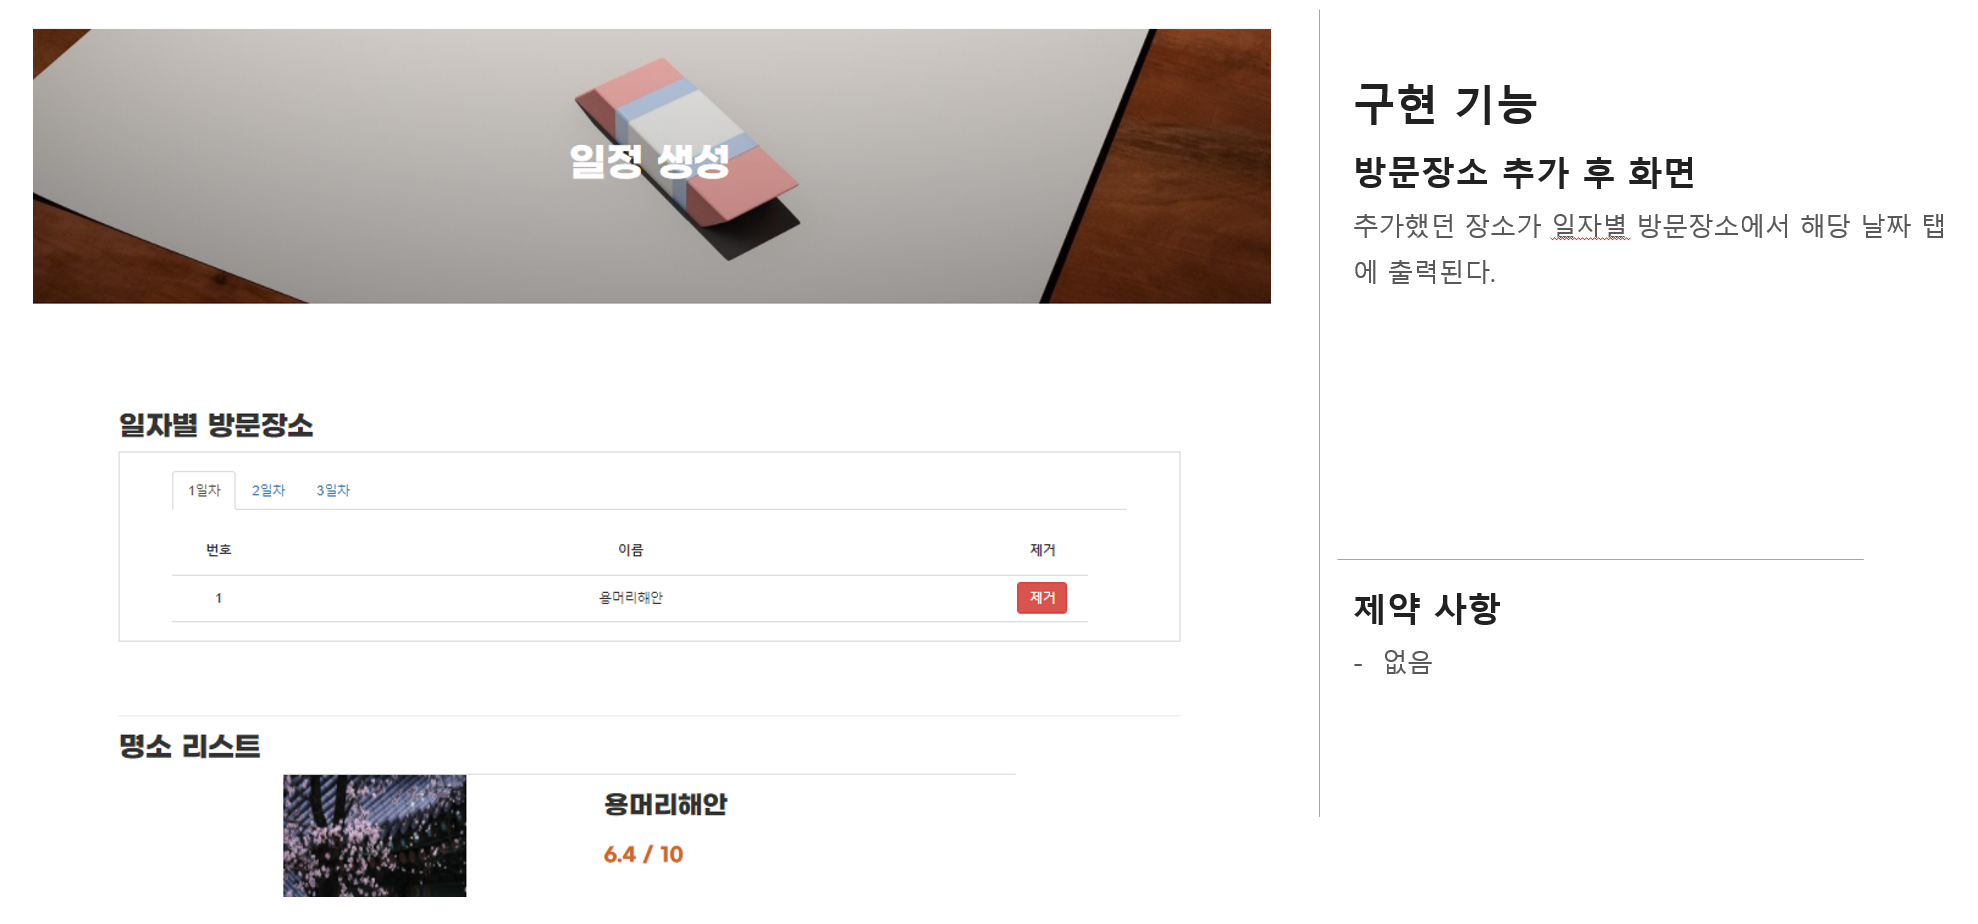 일정 생성
일자별 방문장소
1일차 2일차 3일차
번호 이름 제거
1 용머리해안 제거
명소 리스트
용머리해안
6.4 / 10
구현 기능
방문장소 추가 후 화면
추가했던 장소가 일자별 방문장소에서 해당 날짜 탭
에 출력된다.
제약 사항
- 없음